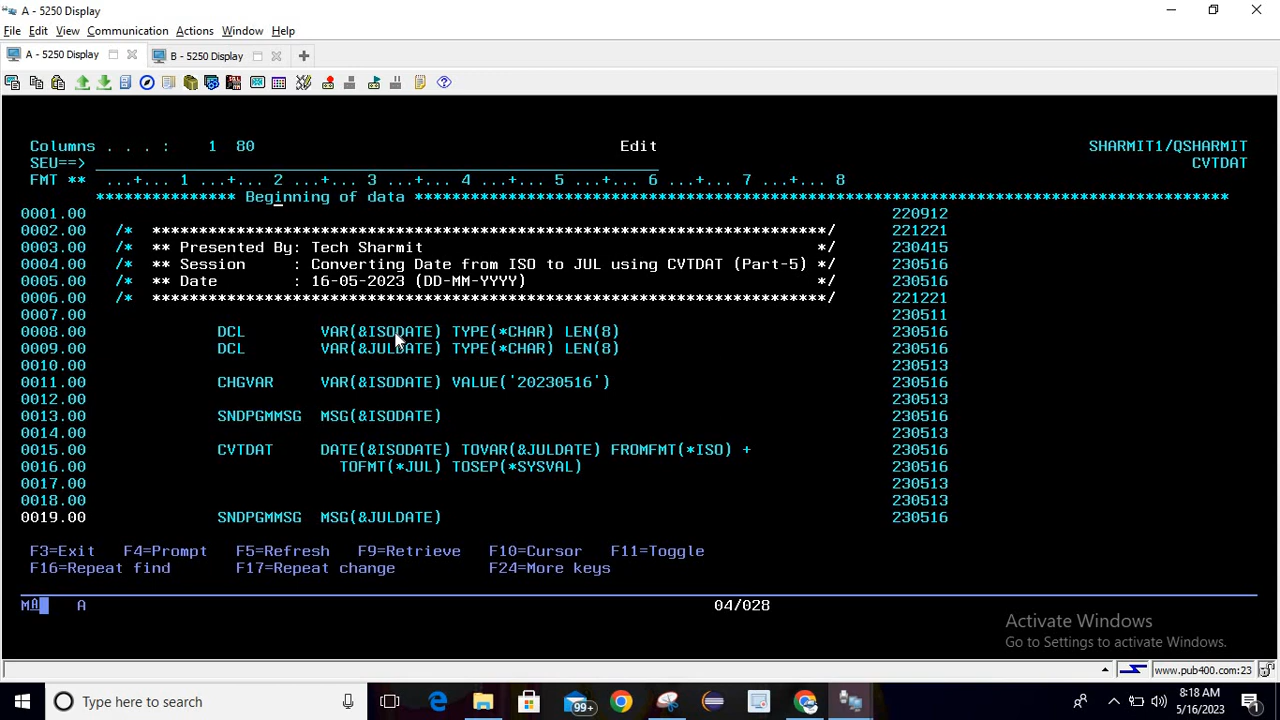 A - 5250 Display
File Edit View Communication Actions Window Help
A - 5250 Display B - 5250 Display
Columns . . . : 1 80 Edit SHARMIT1/QSHARMIT
SEU==> CVTDAT
FMT ** ...+... 1 ...+... 2 ...+... 3 ...+... 4 ...+... 5 ...+... 6 ...+... 7 ...+... 8
*************** Beginning of data ***************************************************************************************
0001.00 220912
0002.00 /* ************************************************************************/ 221221
0003.00 /* ** Presented By: Tech Sharmit */ 230415
0004.00 /* ** Session : Converting Date from ISO to JUL using CVTDAT (Part-5) */ 230516
0005.00 /* ** Date : 16-05-2023 (DD-MM-YYYY) */ 230516
0006.00 /* ************************************************************************/ 221221
0007.00 230511
0008.00 DCL VAR(&ISODATE) TYPE(*CHAR) LEN(8) 230516
0009.00 DCL VAR(&JULDATE) TYPE(*CHAR) LEN(8) 230516
0010.00 230513
0011.00 CHGVAR VAR(&ISODATE) VALUE('20230516') 230516
0012.00 230513
0013.00 SNDPGMMSG MSG(&ISODATE) 230516
0014.00 230513
0015.00 CVTDAT DATE(&ISODATE) TOVAR(&JULDATE) FROMFMT(*ISO) + 230516
0016.00 TOFMT(*JUL) TOSEP(*SYSVAL) 230516
0017.00 230513
0018.00 230513
0019.00 SNDPGMMSG MSG(&JULDATE) 230516
F3=Exit F4=Prompt F5=Refresh F9=Retrieve F10=Cursor F11=Toggle
F16=Repeat find F17=Repeat change F24=More keys
MA A 04/028
Activate Windows
Go to Settings to activate Windows.
www.pub400.com:23
Type here to search 99+ 8:18 AM
5/16/2023 1